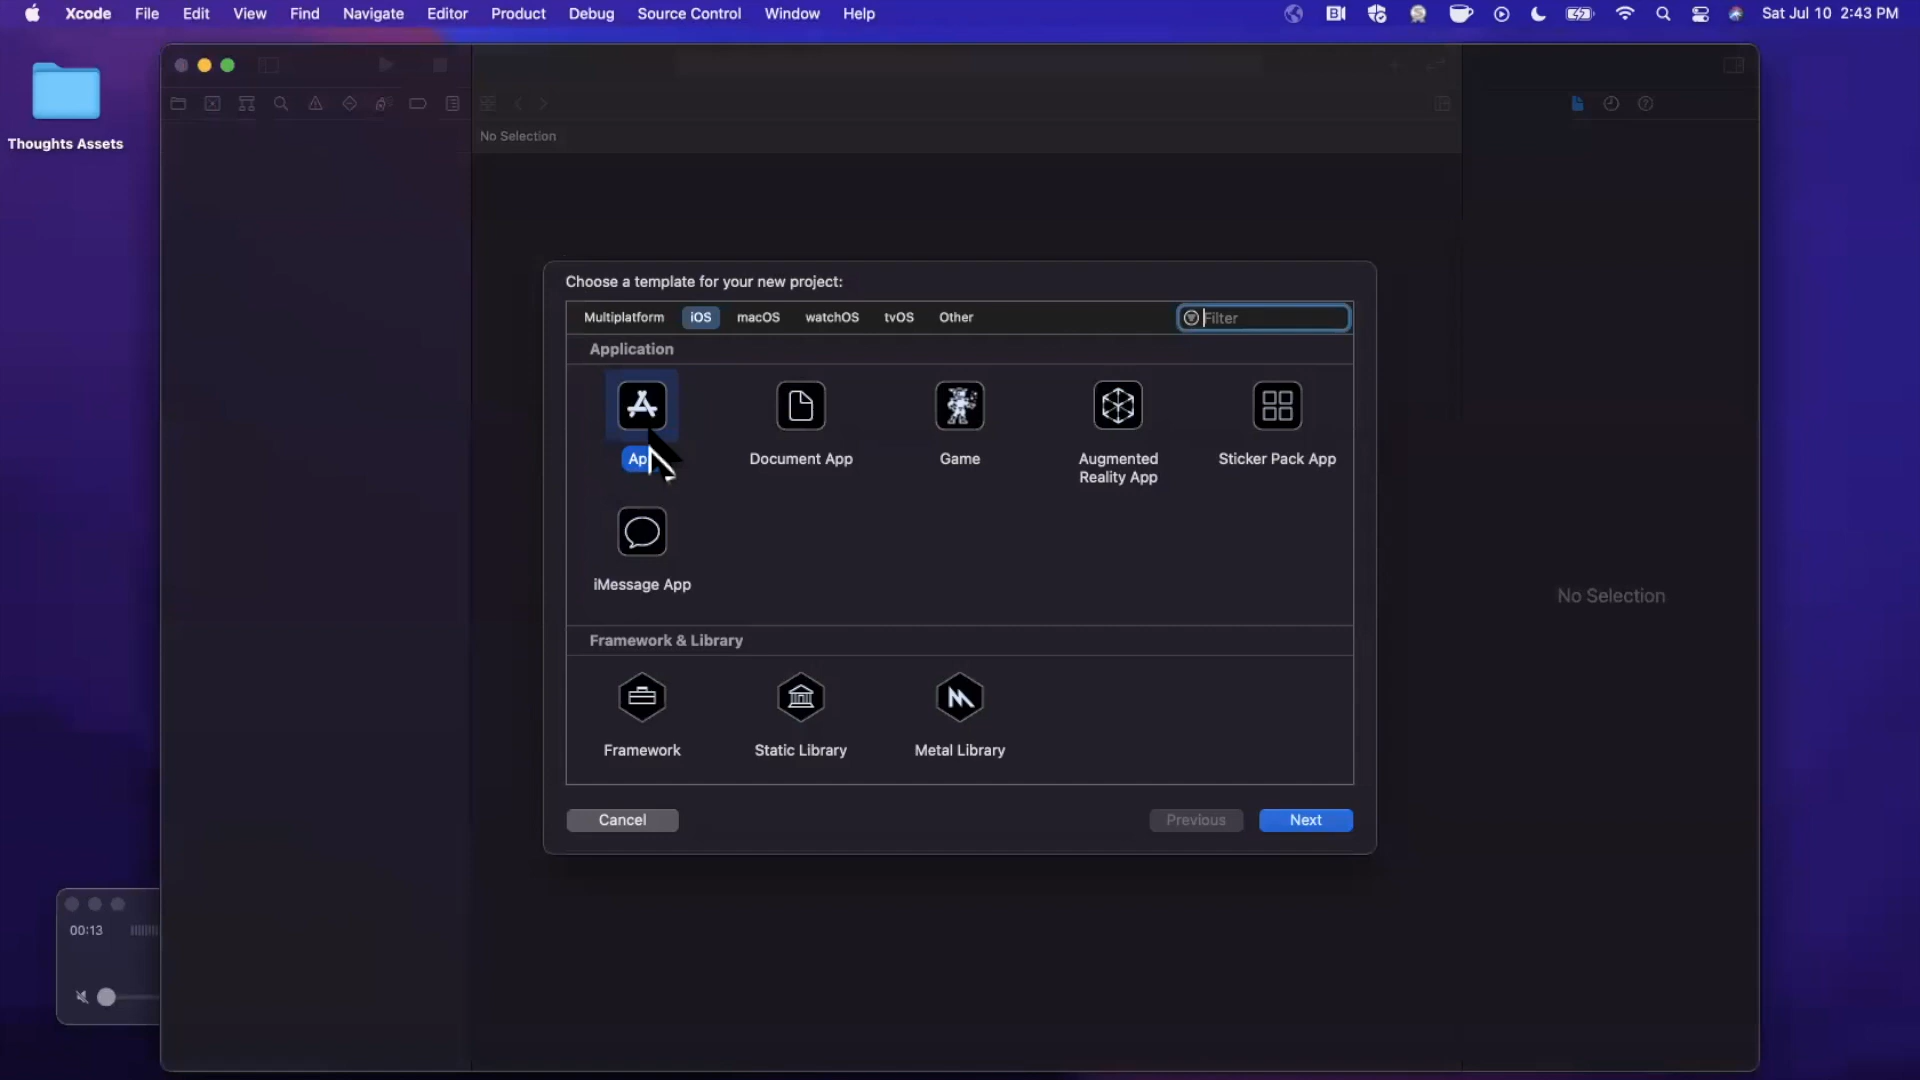 Xcode File Edit View Find Navigate Editor Product Debug Source Control Window Help
Sat Jul 10 2:43 PM
Thoughts Assets
No Selection
Choose a template for your new project:
Multiplatform iOS macOS watchOS tvOS Other
Filter
Application
App
Document App
Game
Augmented
Reality App
Sticker Pack App
iMessage App
Framework & Library
Framework
Static Library
Metal Library
Cancel
Previous
Next
No Selection
00:13